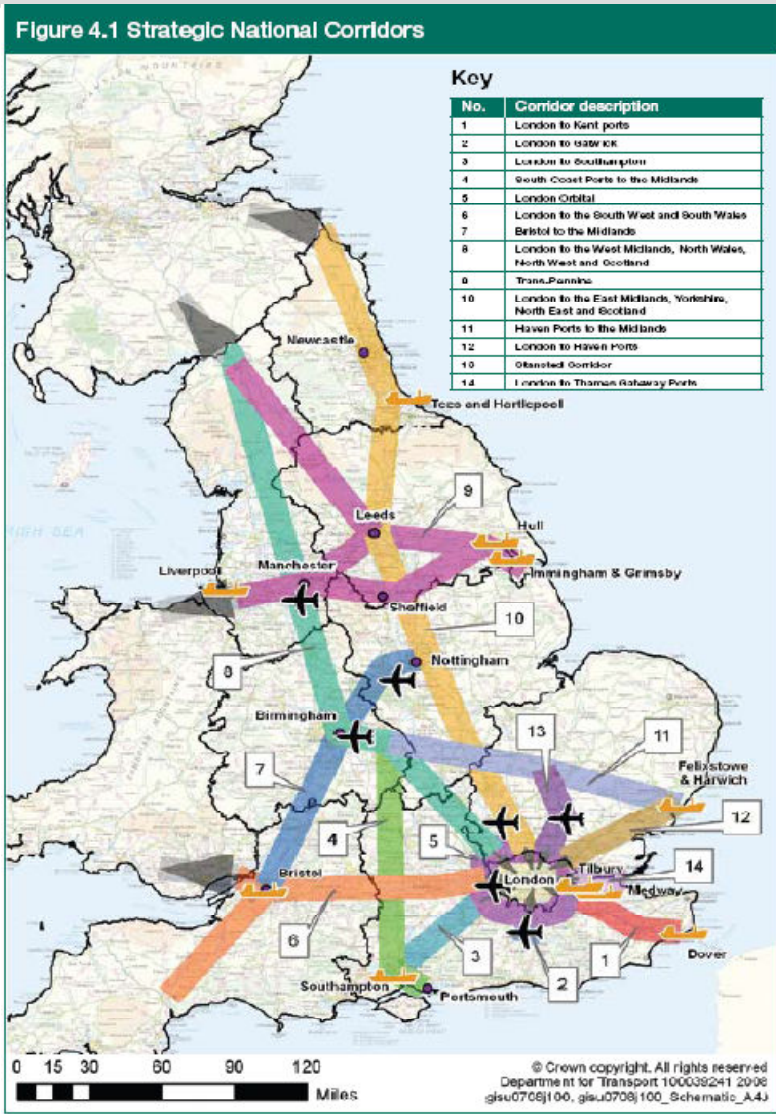 Figure 4.1 Strategic National Corridors
Key
No. Corridor description
1 London to Kent ports
2 London to Gatwick
3 London to Southampton
4 South Coast Ports to the Midlands
5 London Orbital
6 London to the South West and South Wales
7 Bristol to the Midlands
8 London to the West Midlands, North Wales,
North West and Scotland
9 Trans-Pennine
10 London to the East Midlands, Yorkshire,
North East and Scotland
11 Haven Ports to the Midlands
12 London to Haven Ports
13 Stansted Corridor
14 London to Thames Gateway Ports
Newcastle
Tees and Hartlepool
9
Leeds
Hull
Liverpool
Manchester
Immingham & Grimsby
Sheffield
10
8
Nottingham
Birmingham
13
11
7
Felixstowe
& Harwich
4
12
5
Bristol
London
Tilbury
14
Medway
6
3
2
1
Dover
Southampton
Portsmouth
0 15 30 60 90 120
Miles
© Crown copyright. All rights reserved
Department for Transport 100039241 2008
gisu0708j100, gisu0708j100_Schematic_A4J